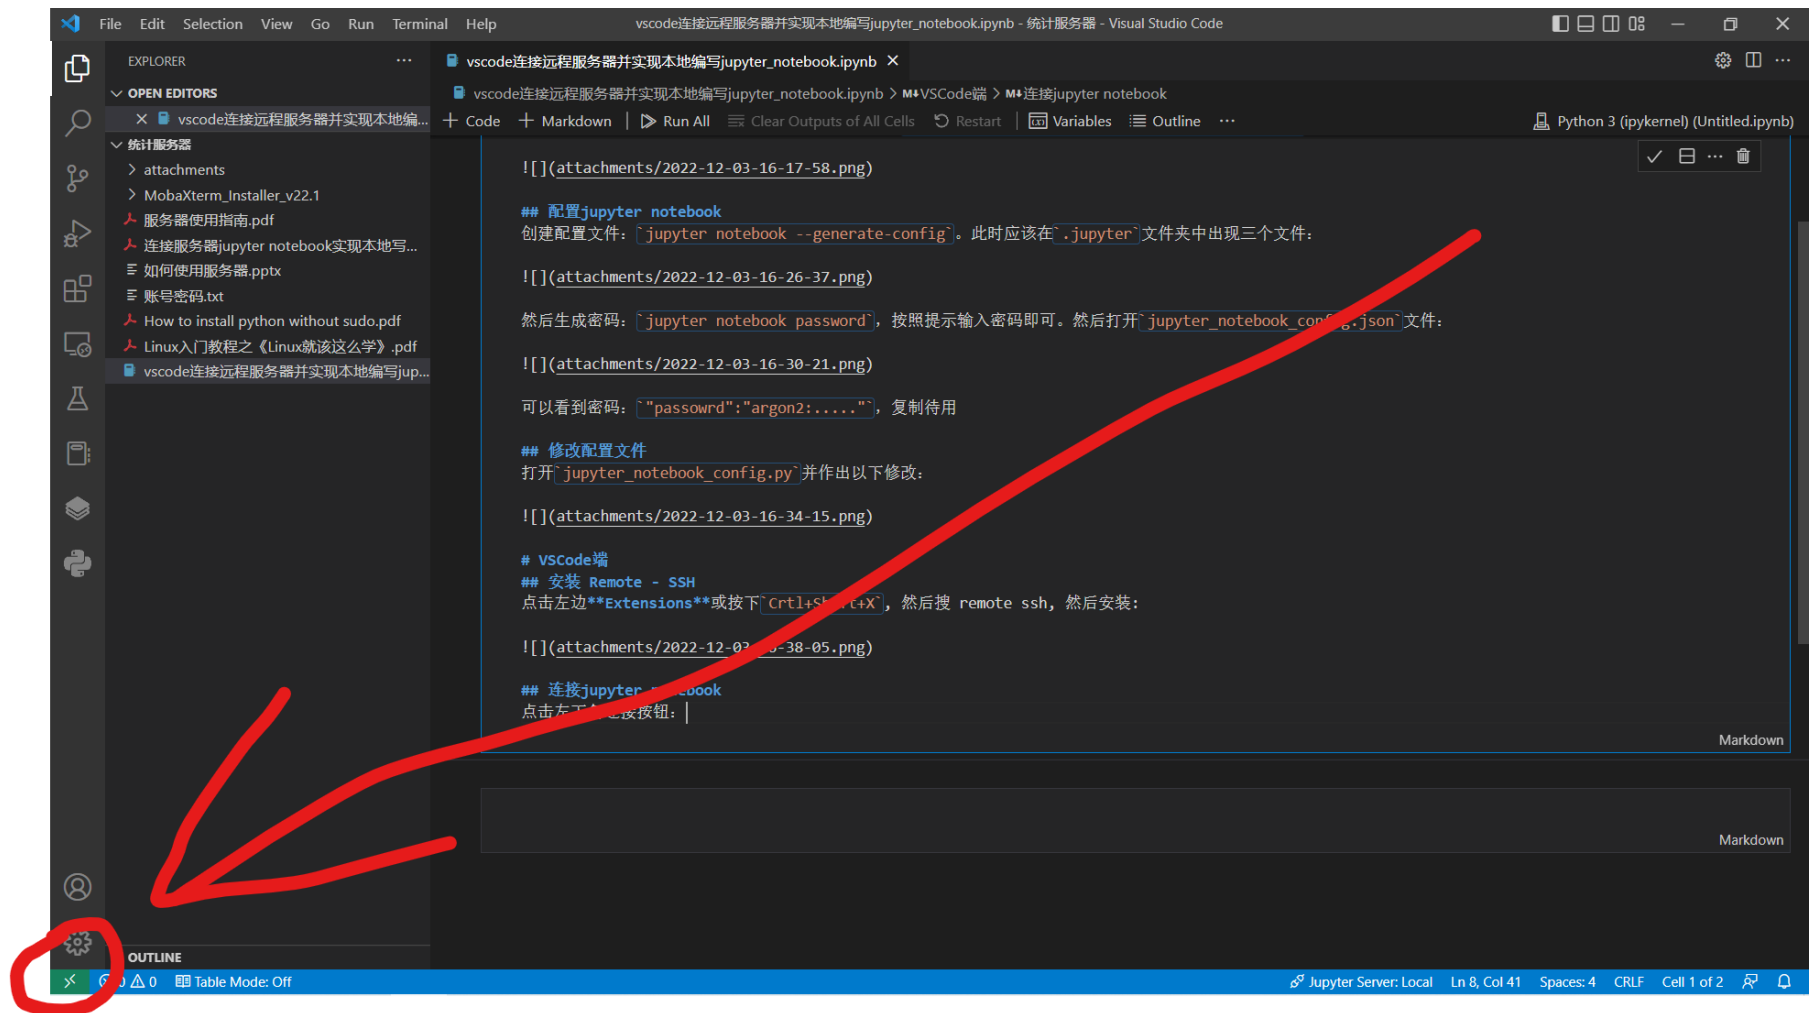 File Edit Selection View Go Run Terminal Help
vscode连接远程服务器并实现本地编写jupyter_notebook.ipynb - 统计服务器 - Visual Studio Code
EXPLORER
OPEN EDITORS
vscode连接远程服务器并实现本地编...
统计服务器
attachments
MobaXterm_Installer_v22.1
服务器使用指南.pdf
连接服务器jupyter notebook实现本地写...
如何使用服务器.pptx
账号密码.txt
How to install python without sudo.pdf
Linux入门教程之《Linux就该这么学》.pdf
vscode连接远程服务器并实现本地编写jup...
OUTLINE
vscode连接远程服务器并实现本地编写jupyter_notebook.ipynb
vscode连接远程服务器并实现本地编写jupyter_notebook.ipynb > M↓VSCode端 > M↓连接jupyter notebook
+ Code + Markdown Run All Clear Outputs of All Cells Restart Variables Outline ...
Python 3 (ipykernel) (Untitled.ipynb)
![](attachments/2022-12-03-16-17-58.png)
## 配置jupyter notebook
创建配置文件：`jupyter notebook --generate-config`。此时应该在`.jupyter`文件夹中出现三个文件：
![](attachments/2022-12-03-16-26-37.png)
然后生成密码：`jupyter notebook password`，按照提示输入密码即可。然后打开`jupyter_notebook_config.json`文件：
![](attachments/2022-12-03-16-30-21.png)
可以看到密码：`"passowrd":"argon2:....."`，复制待用
## 修改配置文件
打开`jupyter_notebook_config.py`并作出以下修改：
![](attachments/2022-12-03-16-34-15.png)
# VSCode端
## 安装 Remote - SSH
点击左边**Extensions**或按下`Crtl+Shift+X`, 然后搜 remote ssh, 然后安装:
![](attachments/2022-12-03-16-38-05.png)
## 连接jupyter notebook
点击左下角连接按钮：
Markdown
Markdown
0 0 Table Mode: Off
Jupyter Server: Local Ln 8, Col 41 Spaces: 4 CRLF Cell 1 of 2